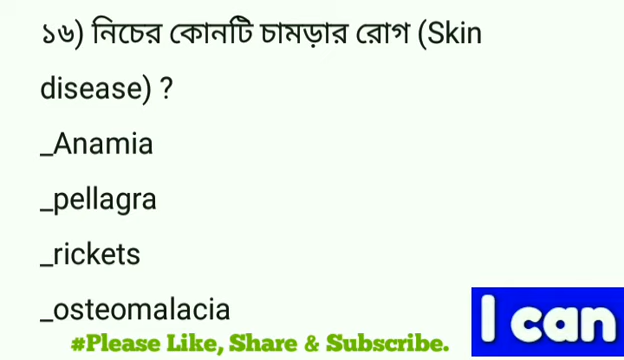 ১৬) নিচের কোনটি চামড়ার রোগ (Skin
disease) ?
_Anamia
_pellagra
_rickets
_osteomalacia
#Please Like, Share & Subscribe.
I can